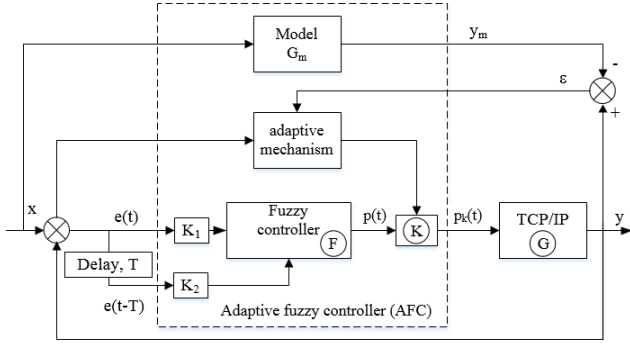 Model
Gm
ym
-
ε
+
adaptive
mechanism
x
e(t)
K1
Fuzzy
controller
F
p(t)
K
pk(t)
TCP/IP
G
y
Delay, T
K2
e(t-T)
Adaptive fuzzy controller (AFC)